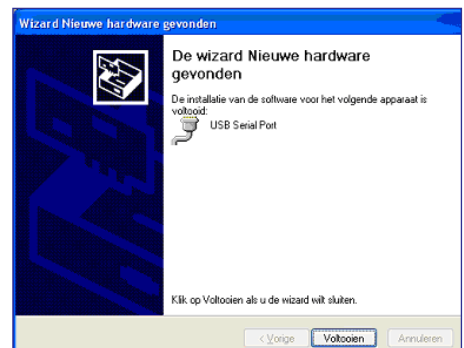 Wizard Nieuwe hardware gevonden
De wizard Nieuwe hardware
gevonden
De installatie van de software voor het volgende apparaat is
voltooid:
USB Serial Port
Klik op Voltooien als u de wizard wilt sluiten.
< Vorige Voltooien Annuleren